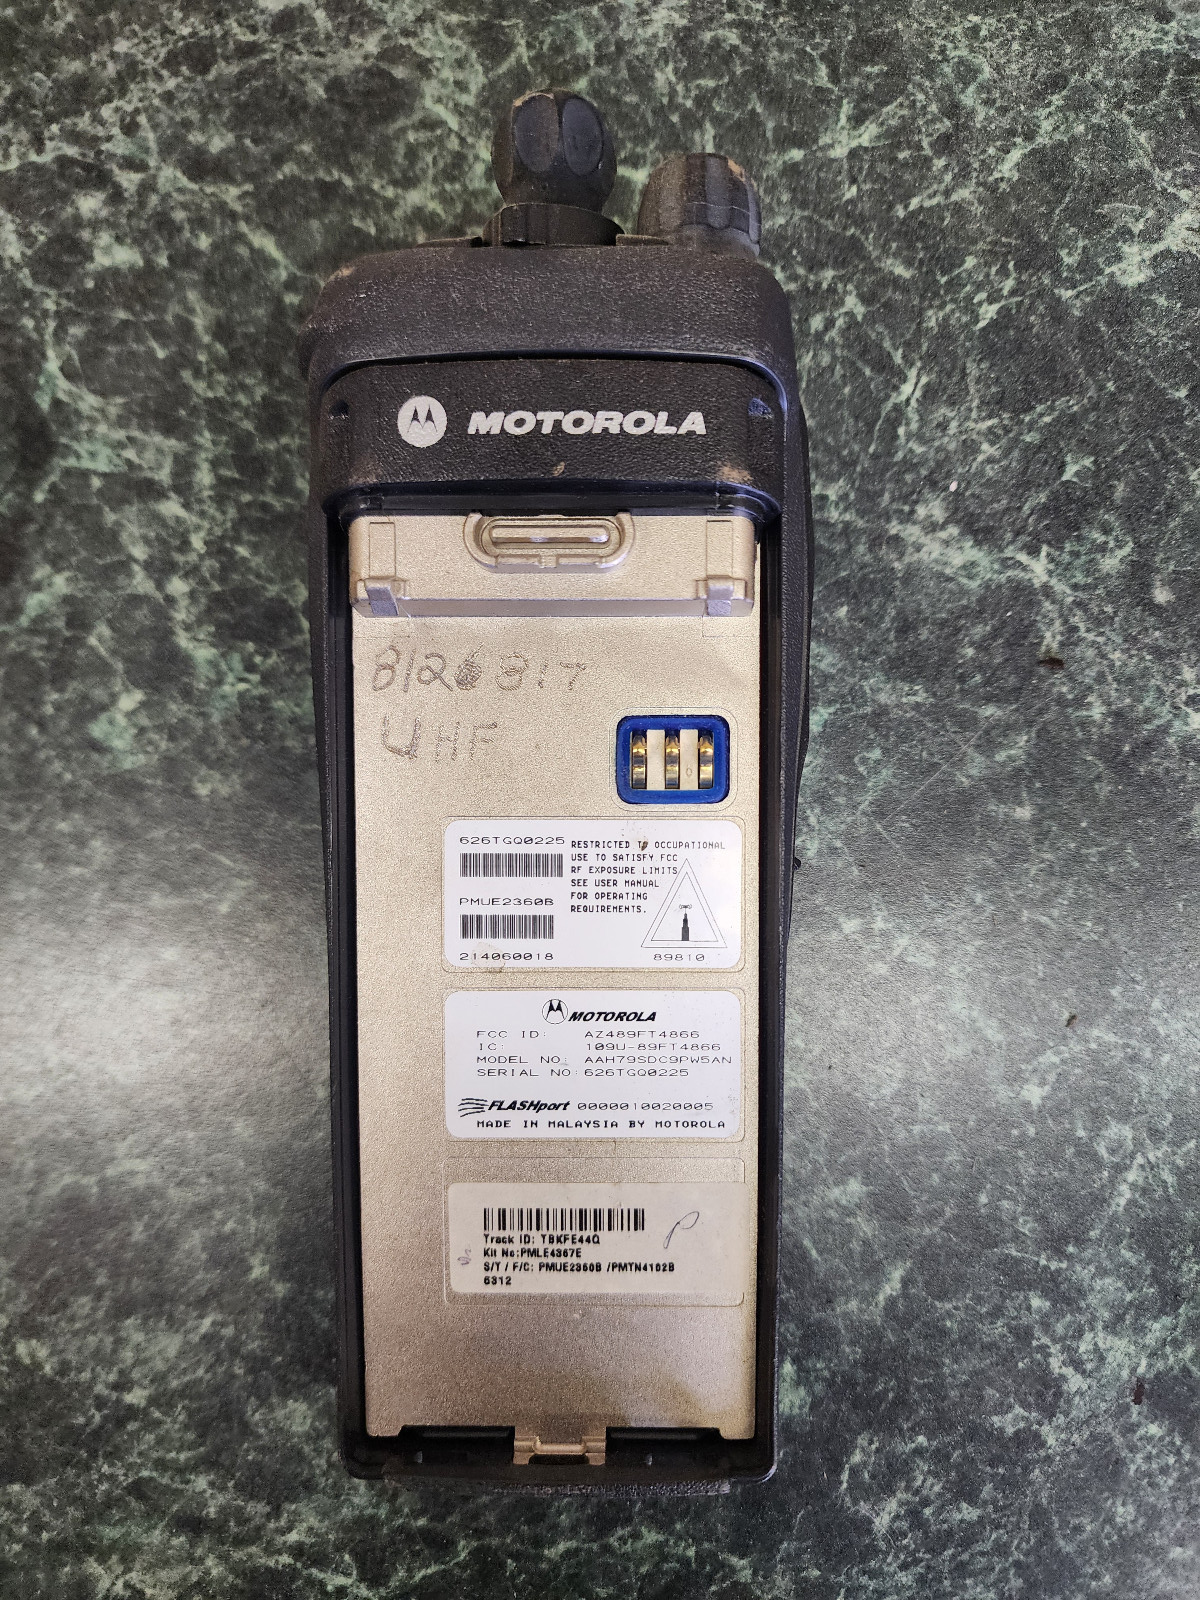 MOTOROLA
8126817
UHF
626TGQ0225
PMUE2360B
214060018
RESTRICTED TO OCCUPATIONAL
USE TO SATISFY FCC
RF EXPOSURE LIMITS
SEE USER MANUAL
FOR OPERATING
REQUIREMENTS.
89810
MOTOROLA
FCC ID: AZ489FT4866
IC: 109U-89FT4866
MODEL NO: AAH79SDC9PW5AN
SERIAL NO: 626TGQ0225
FLASHport 0000010020005
MADE IN MALAYSIA BY MOTOROLA
Track ID: TBKFE44Q
Kit No:PMLE4367E
S/T / F/C: PMUE2360B /PMYN4102B
6312
P